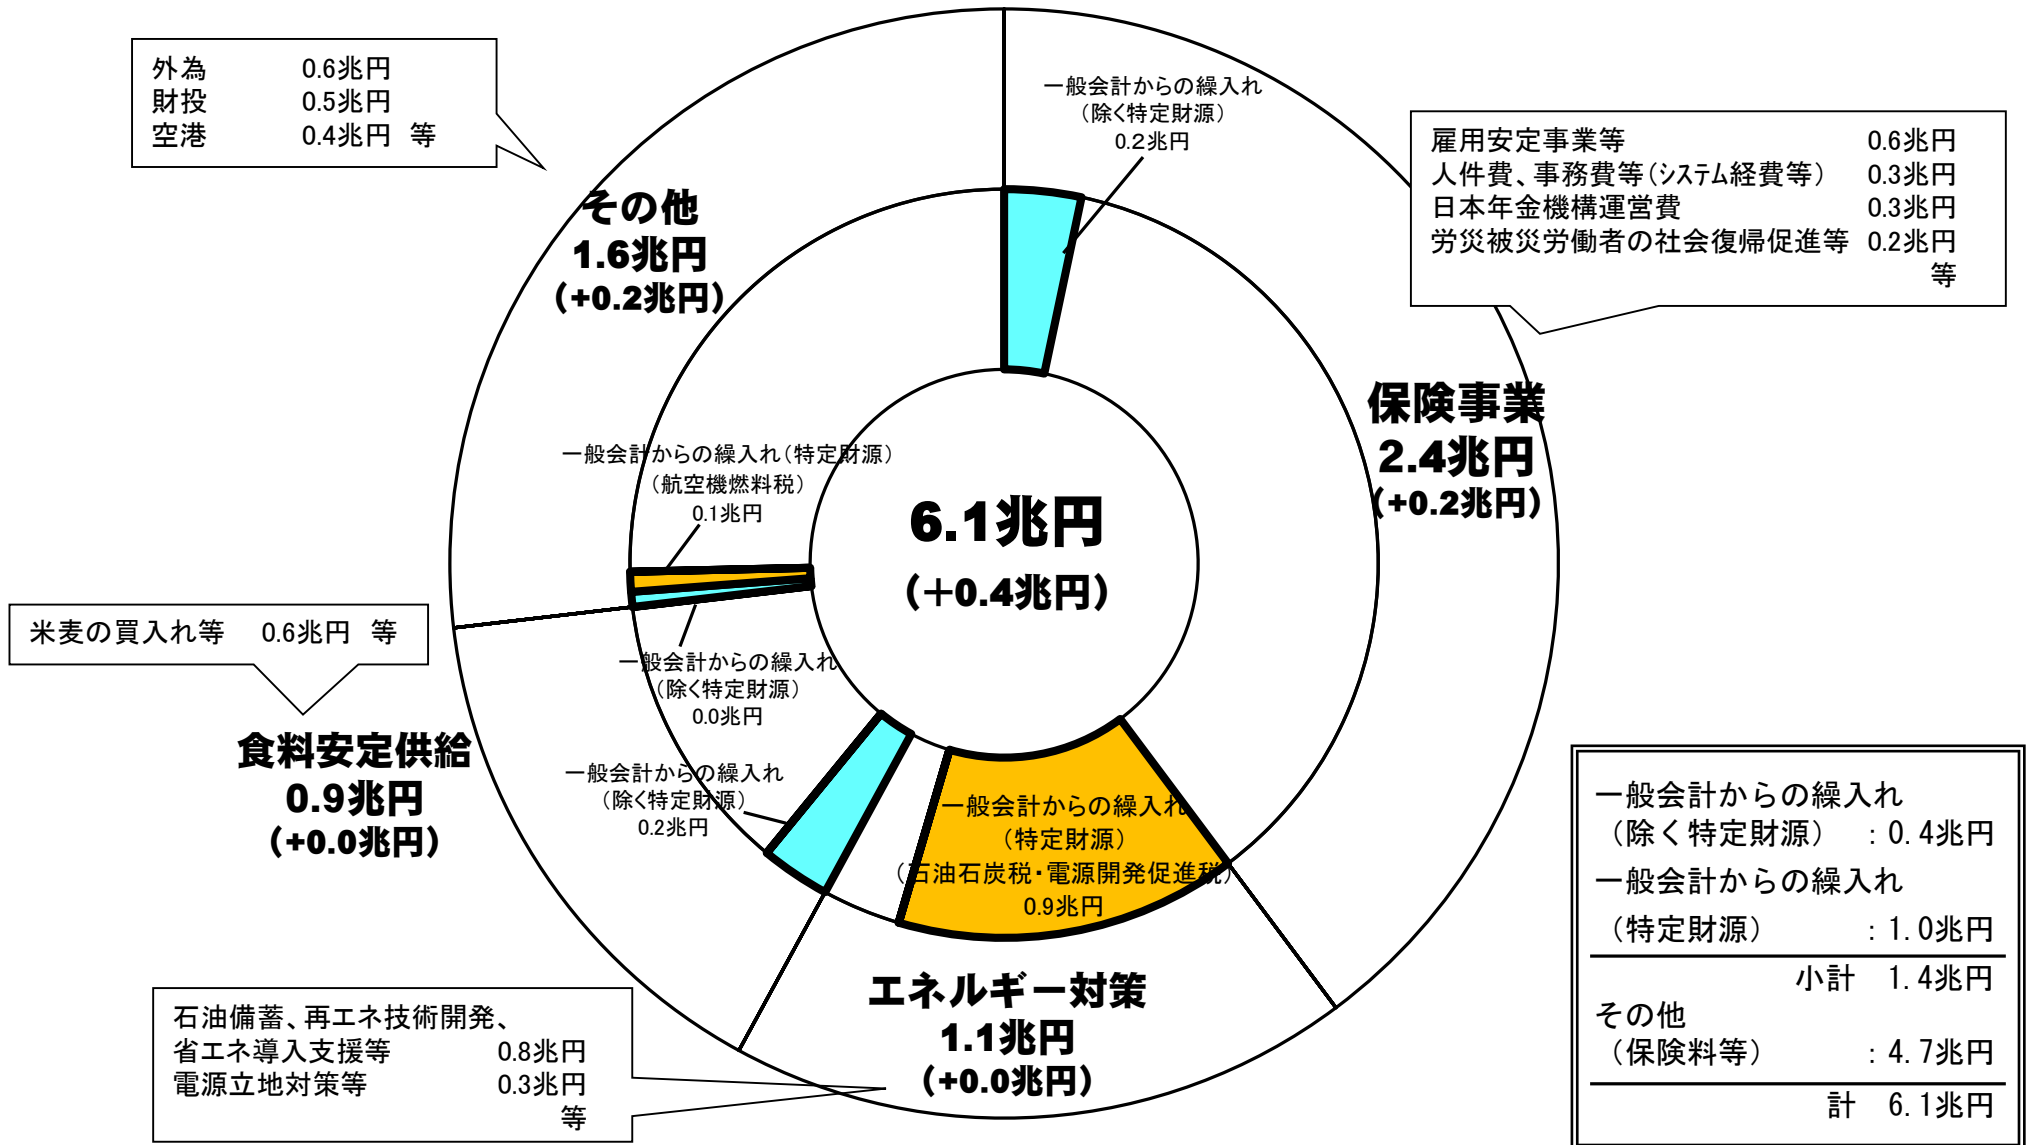 外為 0.6兆円
財投 0.5兆円
空港 0.4兆円 等
その他
1.6兆円
(+0.2兆円)
一般会計からの繰入れ
(除く特定財源)
0.2兆円
雇用安定事業等 0.6兆円
人件費、事務費等(システム経費等) 0.3兆円
日本年金機構運営費 0.3兆円
労災被災労働者の社会復帰促進等 0.2兆円
等
保険事業
2.4兆円
(+0.2兆円)
一般会計からの繰入れ(特定財源)
(航空機燃料税)
0.1兆円
6.1兆円
(+0.4兆円)
米麦の買入れ等 0.6兆円 等
一般会計からの繰入れ
(除く特定財源)
0.0兆円
食料安定供給
0.9兆円
(+0.0兆円)
一般会計からの繰入れ
(除く特定財源)
0.2兆円
一般会計からの繰入れ
(特定財源)
(石油石炭税・電源開発促進税)
0.9兆円
エネルギー対策
1.1兆円
(+0.0兆円)
石油備蓄、再エネ技術開発、
省エネ導入支援等 0.8兆円
電源立地対策等 0.3兆円
等
一般会計からの繰入れ
(除く特定財源) :0.4兆円
一般会計からの繰入れ
(特定財源) :1.0兆円
小計 1.4兆円
その他
(保険料等) :4.7兆円
計 6.1兆円